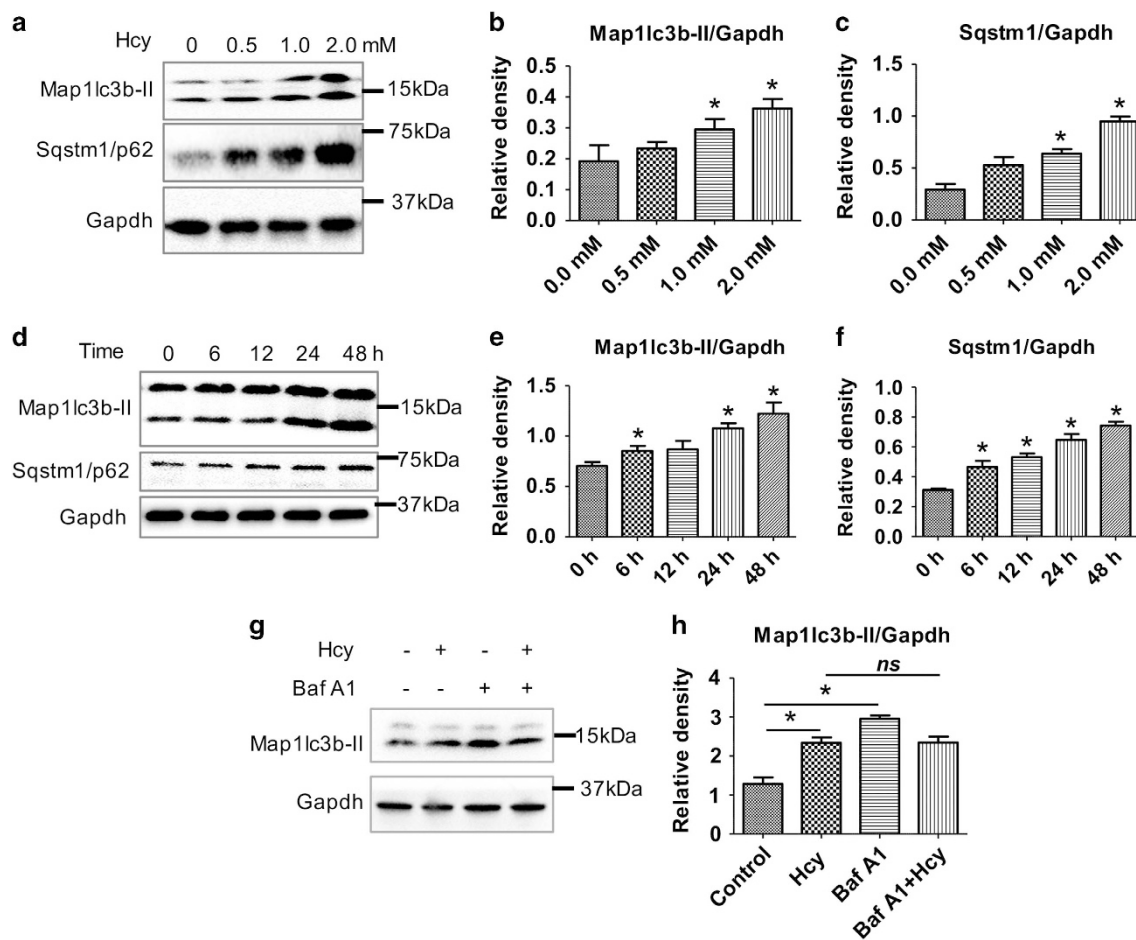 a
Hcy 0 0.5 1.0 2.0 mM
Map1lc3b-II
15kDa
75kDa
Sqstm1/p62
37kDa
Gapdh
b
Map1lc3b-II/Gapdh
Relative density
0.5
0.4
0.3
0.2
0.1
0.0
* *
0.0 mM 0.5 mM 1.0 mM 2.0 mM
c
Sqstm1/Gapdh
Relative density
1.5
1.0
0.5
0.0
* *
0.0 mM 0.5 mM 1.0 mM 2.0 mM
d
Time 0 6 12 24 48 h
Map1lc3b-II
15kDa
Sqstm1/p62
75kDa
37kDa
Gapdh
e
Map1lc3b-II/Gapdh
Relative density
1.5
1.0
0.5
0.0
* * *
0 h 6 h 12 h 24 h 48 h
f
Sqstm1/Gapdh
Relative density
1.0
0.8
0.6
0.4
0.2
0.0
* * * *
0 h 6 h 12 h 24 h 48 h
g
Hcy - + - +
Baf A1 - - + +
Map1lc3b-II
15kDa
37kDa
Gapdh
h
Map1lc3b-II/Gapdh
Relative density
4
3
2
1
0
ns
*
*
Control Hcy Baf A1 Baf A1+Hcy